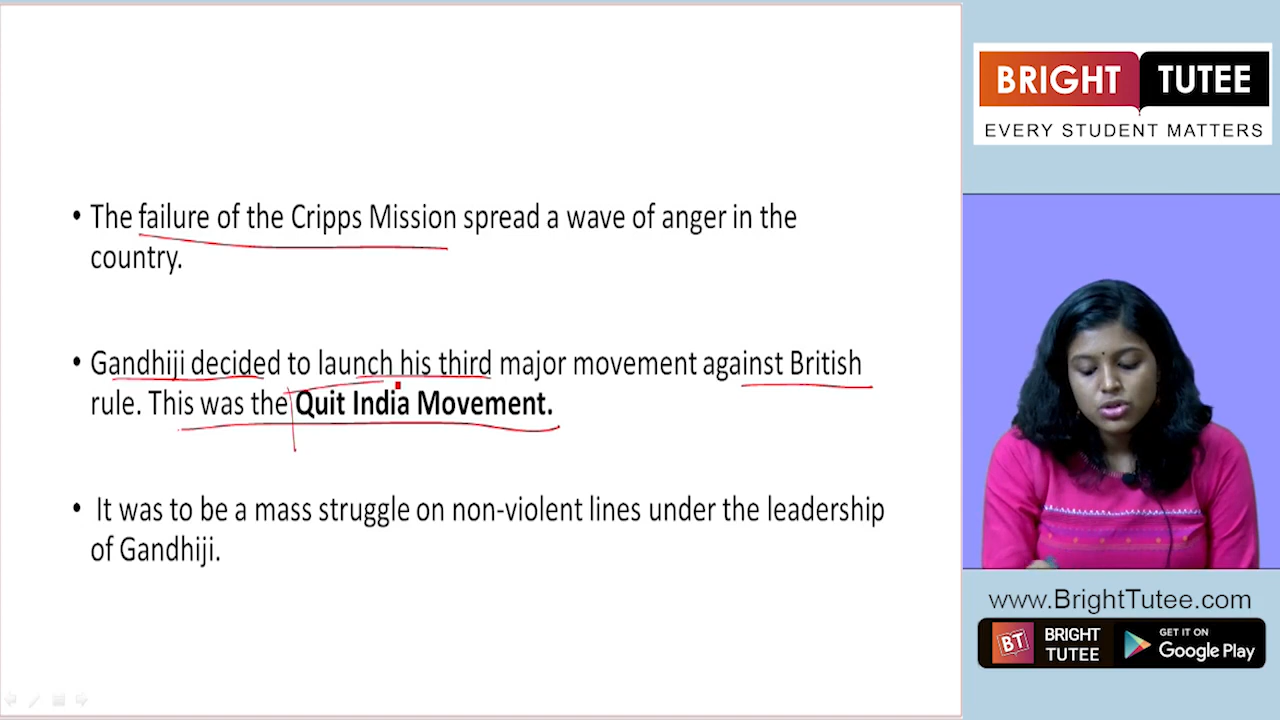 • The failure of the Cripps Mission spread a wave of anger in the
country.
• Gandhiji decided to launch his third major movement against British
rule. This was the Quit India Movement.
• It was to be a mass struggle on non-violent lines under the leadership
of Gandhiji.
BRIGHT TUTEE
EVERY STUDENT MATTERS
www.BrightTutee.com
BT
BRIGHT
TUTEE
GET IT ON
Google Play